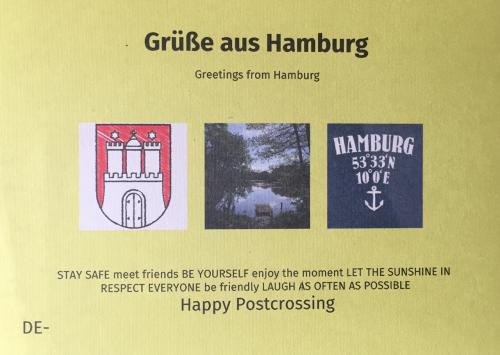 Grüße aus Hamburg
Greetings from Hamburg
HAMBURG
53°33'N
10°0'E
STAY SAFE meet friends BE YOURSELF enjoy the moment LET THE SUNSHINE IN
RESPECT EVERYONE be friendly LAUGH AS OFTEN AS POSSIBLE
Happy Postcrossing
DE-